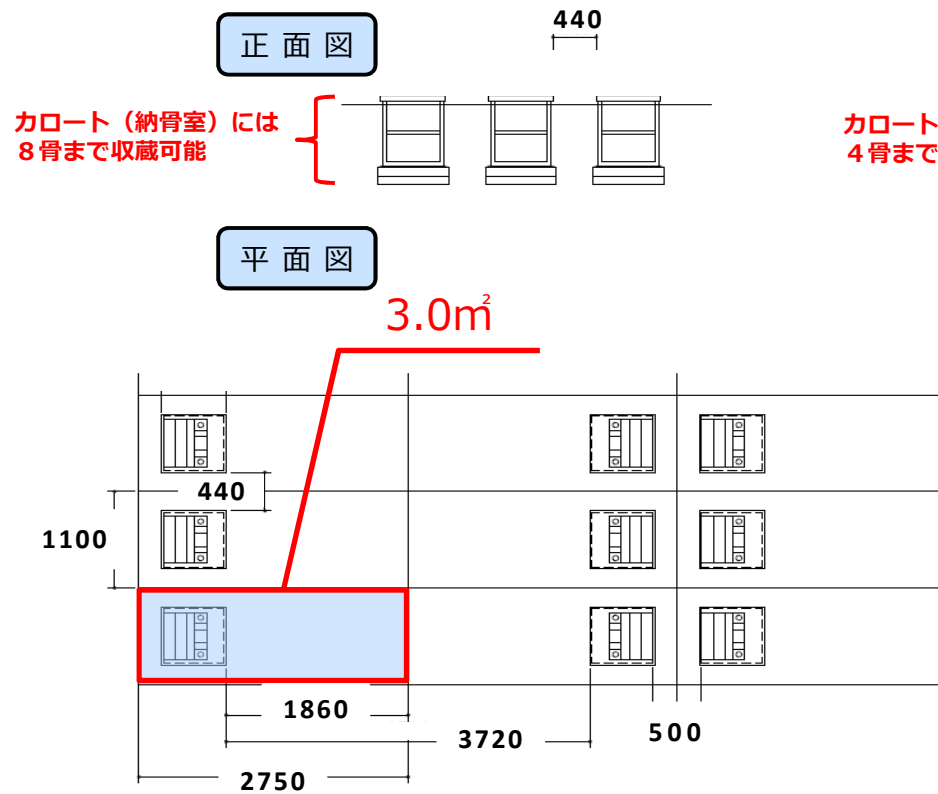 正面図
440
カロート（納骨室）には
８骨まで収蔵可能
カロート
４骨まで
平面図
3.0㎡
440
1100
1860
3720
500
2750